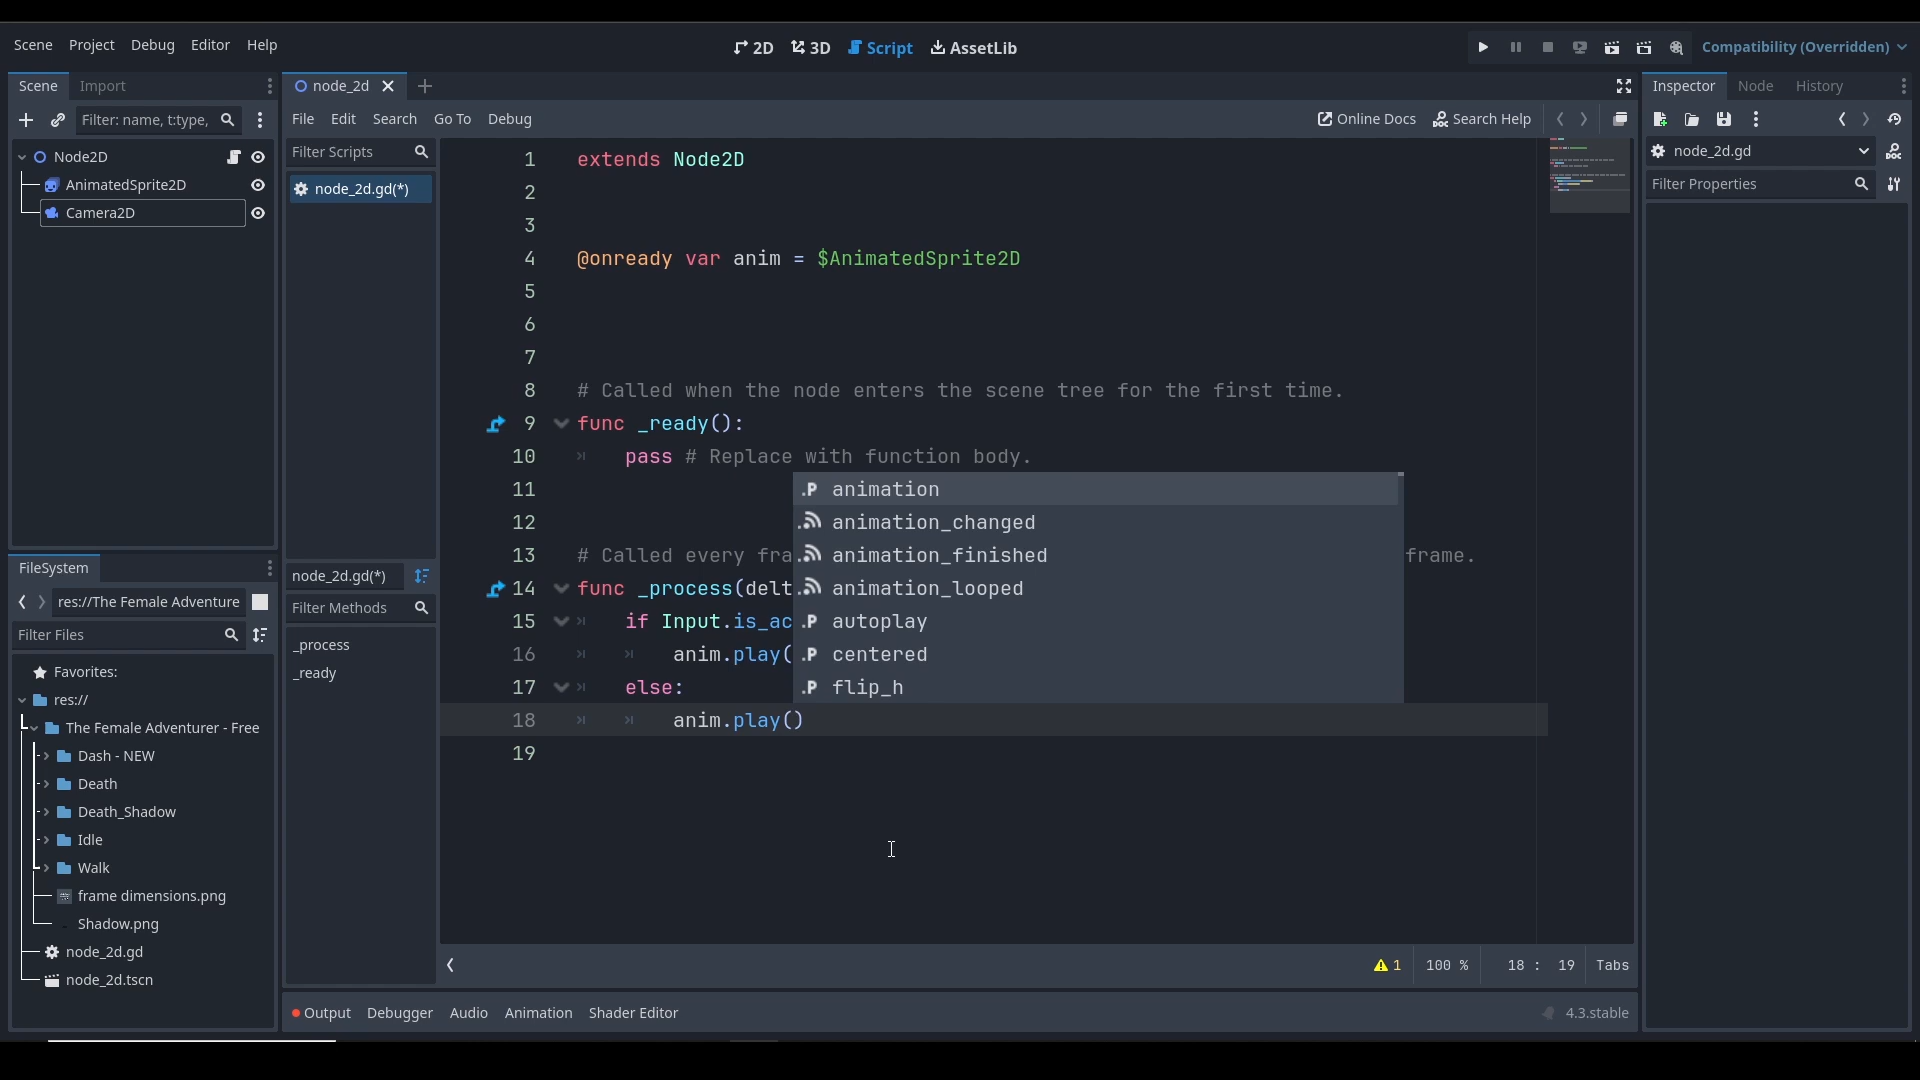 Scene Project Debug Editor Help
2D 3D Script AssetLib
Compatibility (Overridden)
Scene Import
Filter: name, t:type,
Node2D
AnimatedSprite2D
Camera2D
FileSystem
res://The Female Adventure
Filter Files
Favorites:
res://
The Female Adventurer - Free
Dash - NEW
Death
Death_Shadow
Idle
Walk
frame dimensions.png
Shadow.png
node_2d.gd
node_2d.tscn
node_2d
File Edit Search Go To Debug
Online Docs Search Help
Filter Scripts
node_2d.gd(*)
node_2d.gd(*)
Filter Methods
_process
_ready
1 extends Node2D
2
3
4 @onready var anim = $AnimatedSprite2D
5
6
7
8 # Called when the node enters the scene tree for the first time.
9 func _ready():
10 pass # Replace with function body.
11
12
13 # Called every fra frame.
14 func _process(delt
15 if Input.is_ac
16 anim.play(
17 else:
18 anim.play()
19
animation
animation_changed
animation_finished
animation_looped
autoplay
centered
flip_h
1 100 % 18 : 19 Tabs
Output Debugger Audio Animation Shader Editor
4.3.stable
Inspector Node History
node_2d.gd
Filter Properties